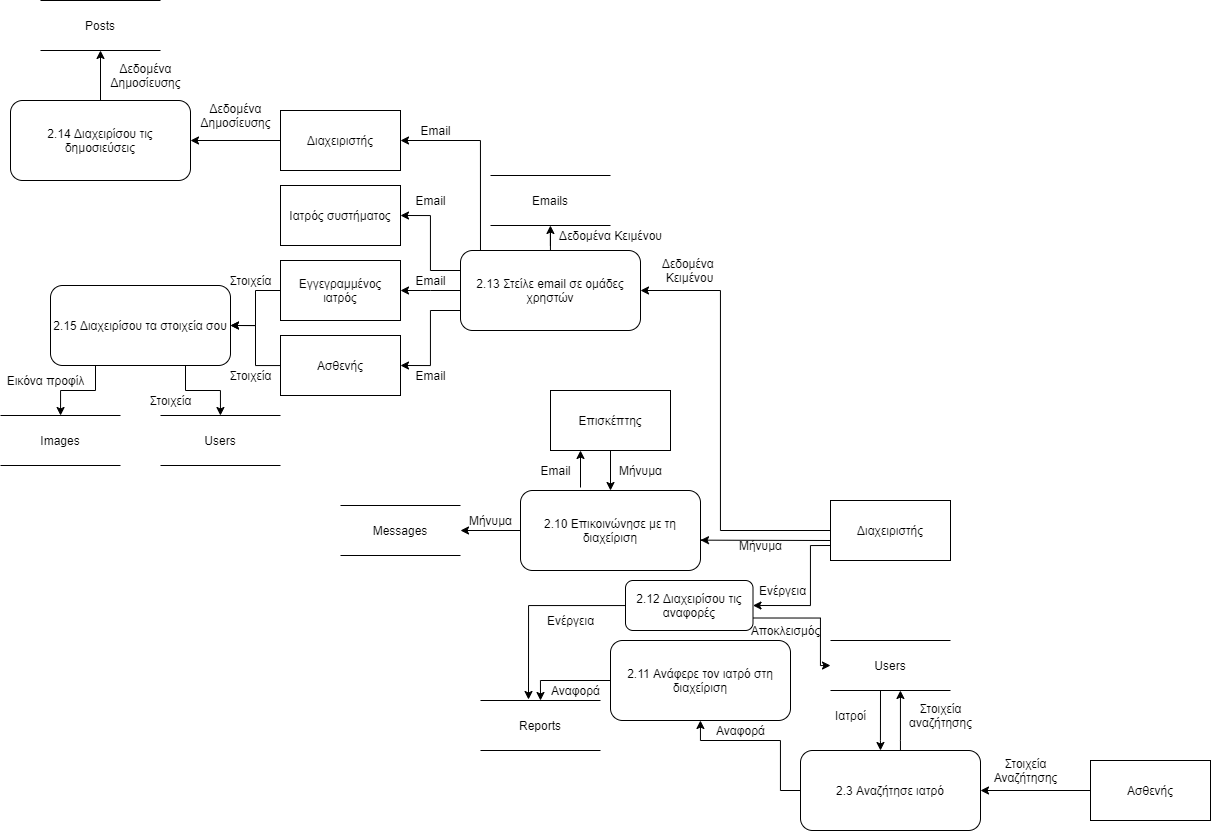 Posts
Δεδομένα
Δημοσίευσης
2.14 Διαχειρίσου τις
δημοσιεύσεις
Δεδομένα
Δημοσίευσης
Διαχειριστής
Email
Ιατρός συστήματος
Email
Emails
Δεδομένα Κειμένου
2.13 Στείλε email σε ομάδες
χρηστών
Δεδομένα
Κειμένου
Στοιχεία
Εγγεγραμμένος
ιατρός
Email
2.15 Διαχειρίσου τα στοιχεία σου
Στοιχεία
Ασθενής
Email
Εικόνα προφίλ
Στοιχεία
Images
Users
Επισκέπτης
Email
Μήνυμα
Messages
Μήνυμα
2.10 Επικοινώνησε με τη
διαχείριση
Μήνυμα
Διαχειριστής
2.12 Διαχειρίσου τις
αναφορές
Ενέργεια
Ενέργεια
Αποκλεισμός
Users
2.11 Ανάφερε τον ιατρό στη
διαχείριση
Αναφορά
Reports
Αναφορά
Ιατροί
Στοιχεία
αναζήτησης
2.3 Αναζήτησε ιατρό
Στοιχεία
Αναζήτησης
Ασθενής